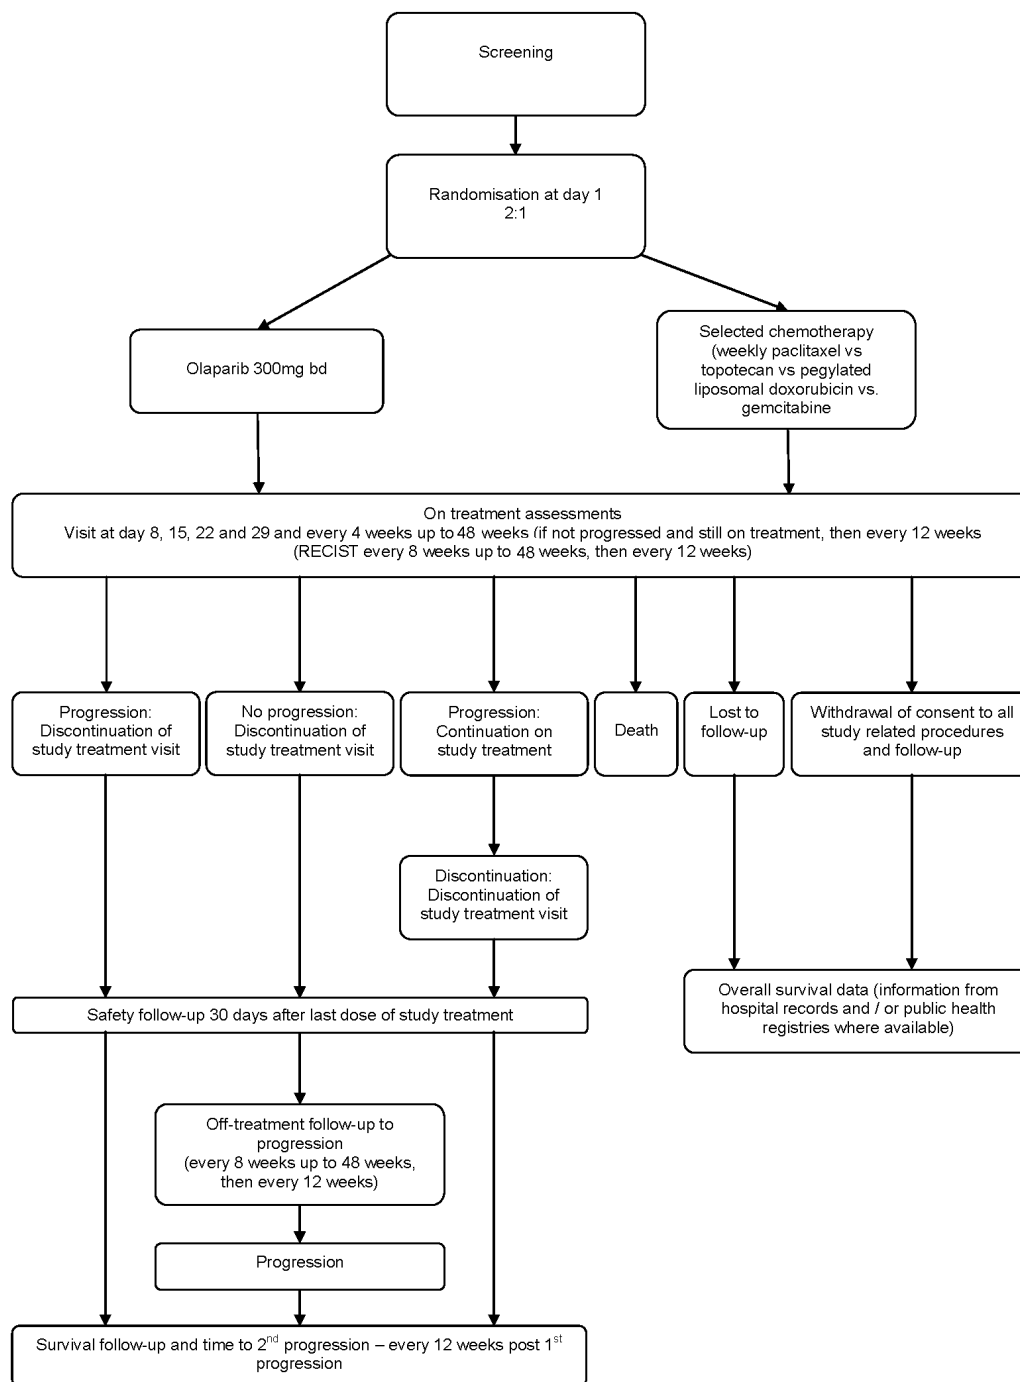 Screening
Randomisation at day 1
2:1
Olaparib 300mg bd
Selected chemotherapy
(weekly paclitaxel vs
topotecan vs pegylated
liposomal doxorubicin vs.
gemcitabine
On treatment assessments
Visit at day 8, 15, 22 and 29 and every 4 weeks up to 48 weeks (if not progressed and still on treatment, then every 12 weeks
(RECIST every 8 weeks up to 48 weeks, then every 12 weeks)
Progression:
Discontinuation of
study treatment visit
No progression:
Discontinuation of
study treatment visit
Progression:
Continuation on
study treatment
Death
Lost to
follow-up
Withdrawal of consent to all
study related procedures
and follow-up
Discontinuation:
Discontinuation of
study treatment visit
Overall survival data (information from
hospital records and / or public health
registries where available)
Safety follow-up 30 days after last dose of study treatment
Off-treatment follow-up to
progression
(every 8 weeks up to 48 weeks,
then every 12 weeks)
Progression
Survival follow-up and time to 2nd progression – every 12 weeks post 1st
progression